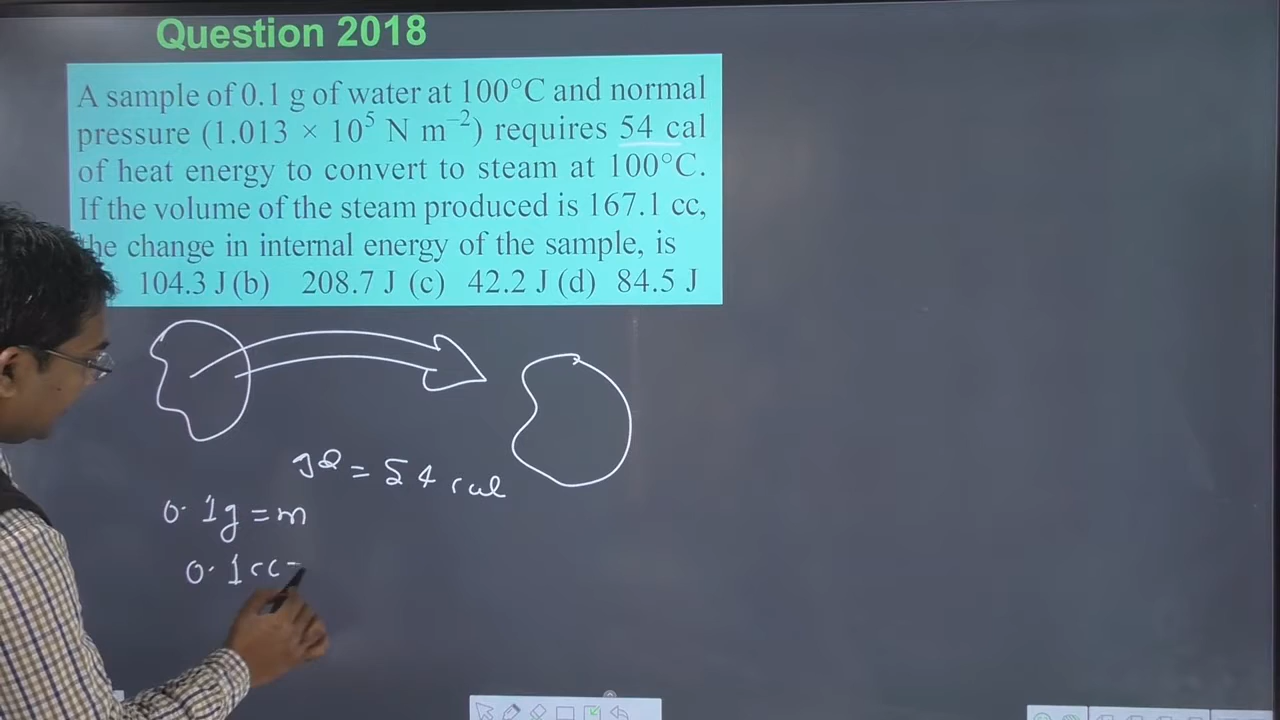 Question 2018
A sample of 0.1 g of water at 100°C and normal
pressure (1.013 × 10⁵ N m⁻²) requires 54 cal
of heat energy to convert to steam at 100°C.
If the volume of the steam produced is 167.1 cc,
the change in internal energy of the sample, is
104.3 J (b) 208.7 J (c) 42.2 J (d) 84.5 J
= 54 cal
0.1g = m
0.1cc =